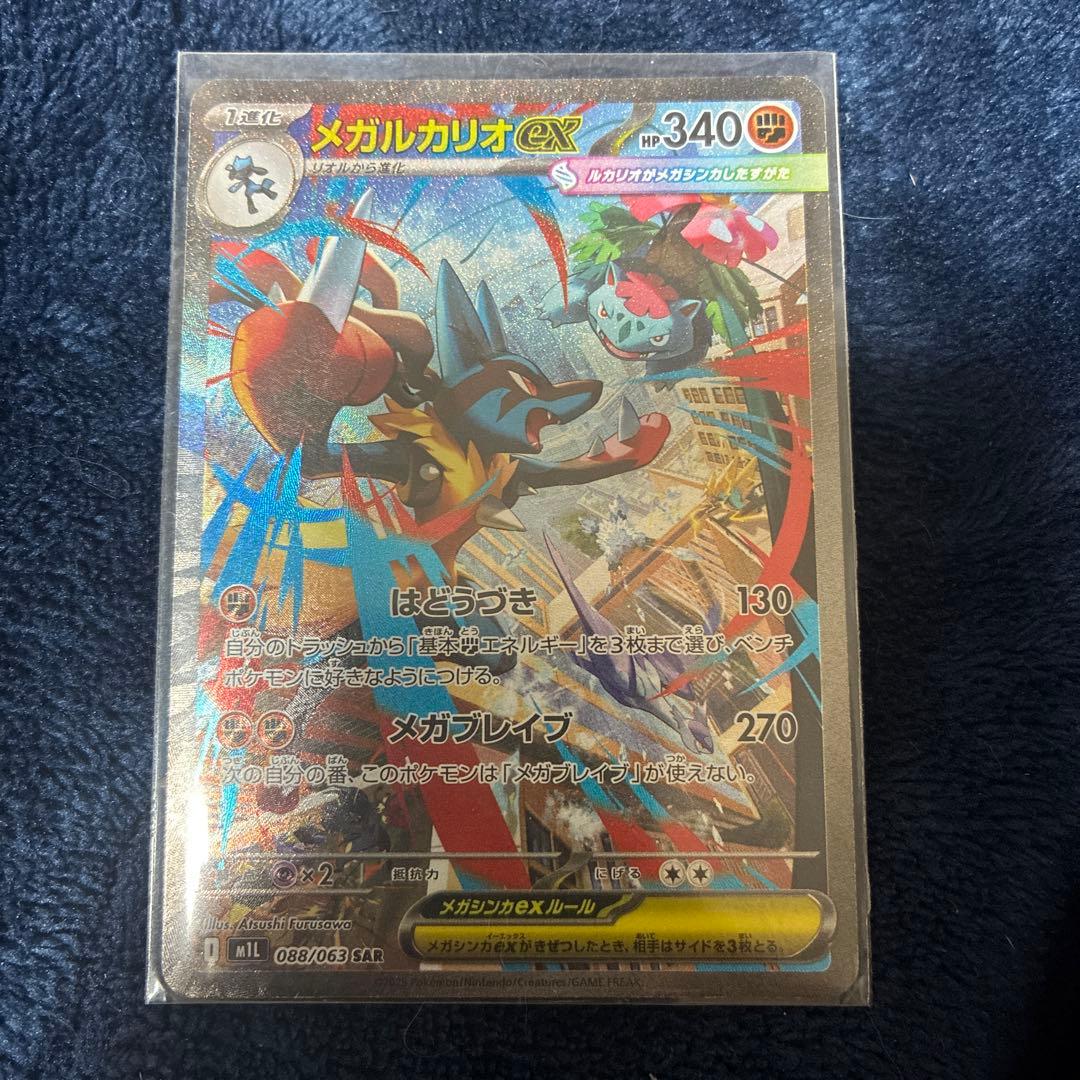 1進化
メガルカリオex
HP340
リオルから進化
ルカリオがメガシンカしたすがた
はどうづき 130
自分のトラッシュから「基本エネルギー」を3枚まで選び、ベンチ
ポケモンに好きなようにつける。
メガブレイブ 270
次の自分の番、このポケモンは「メガブレイブ」が使えない。
×2 抵抗力 にげる
メガシンカexルール
メガシンカexがきぜつしたとき、相手はサイドを3枚とる。
Illus. Atsushi Furusawa
M1L 088/063 SAR
©2025 Pokémon/Nintendo/Creatures/GAME FREAK.